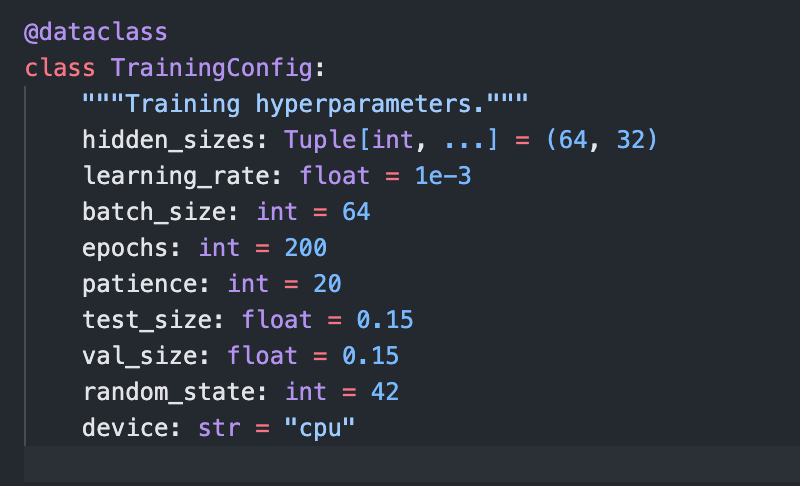 @dataclass
class TrainingConfig:
    """Training hyperparameters."""
    hidden_sizes: Tuple[int, ...] = (64, 32)
    learning_rate: float = 1e-3
    batch_size: int = 64
    epochs: int = 200
    patience: int = 20
    test_size: float = 0.15
    val_size: float = 0.15
    random_state: int = 42
    device: str = "cpu"